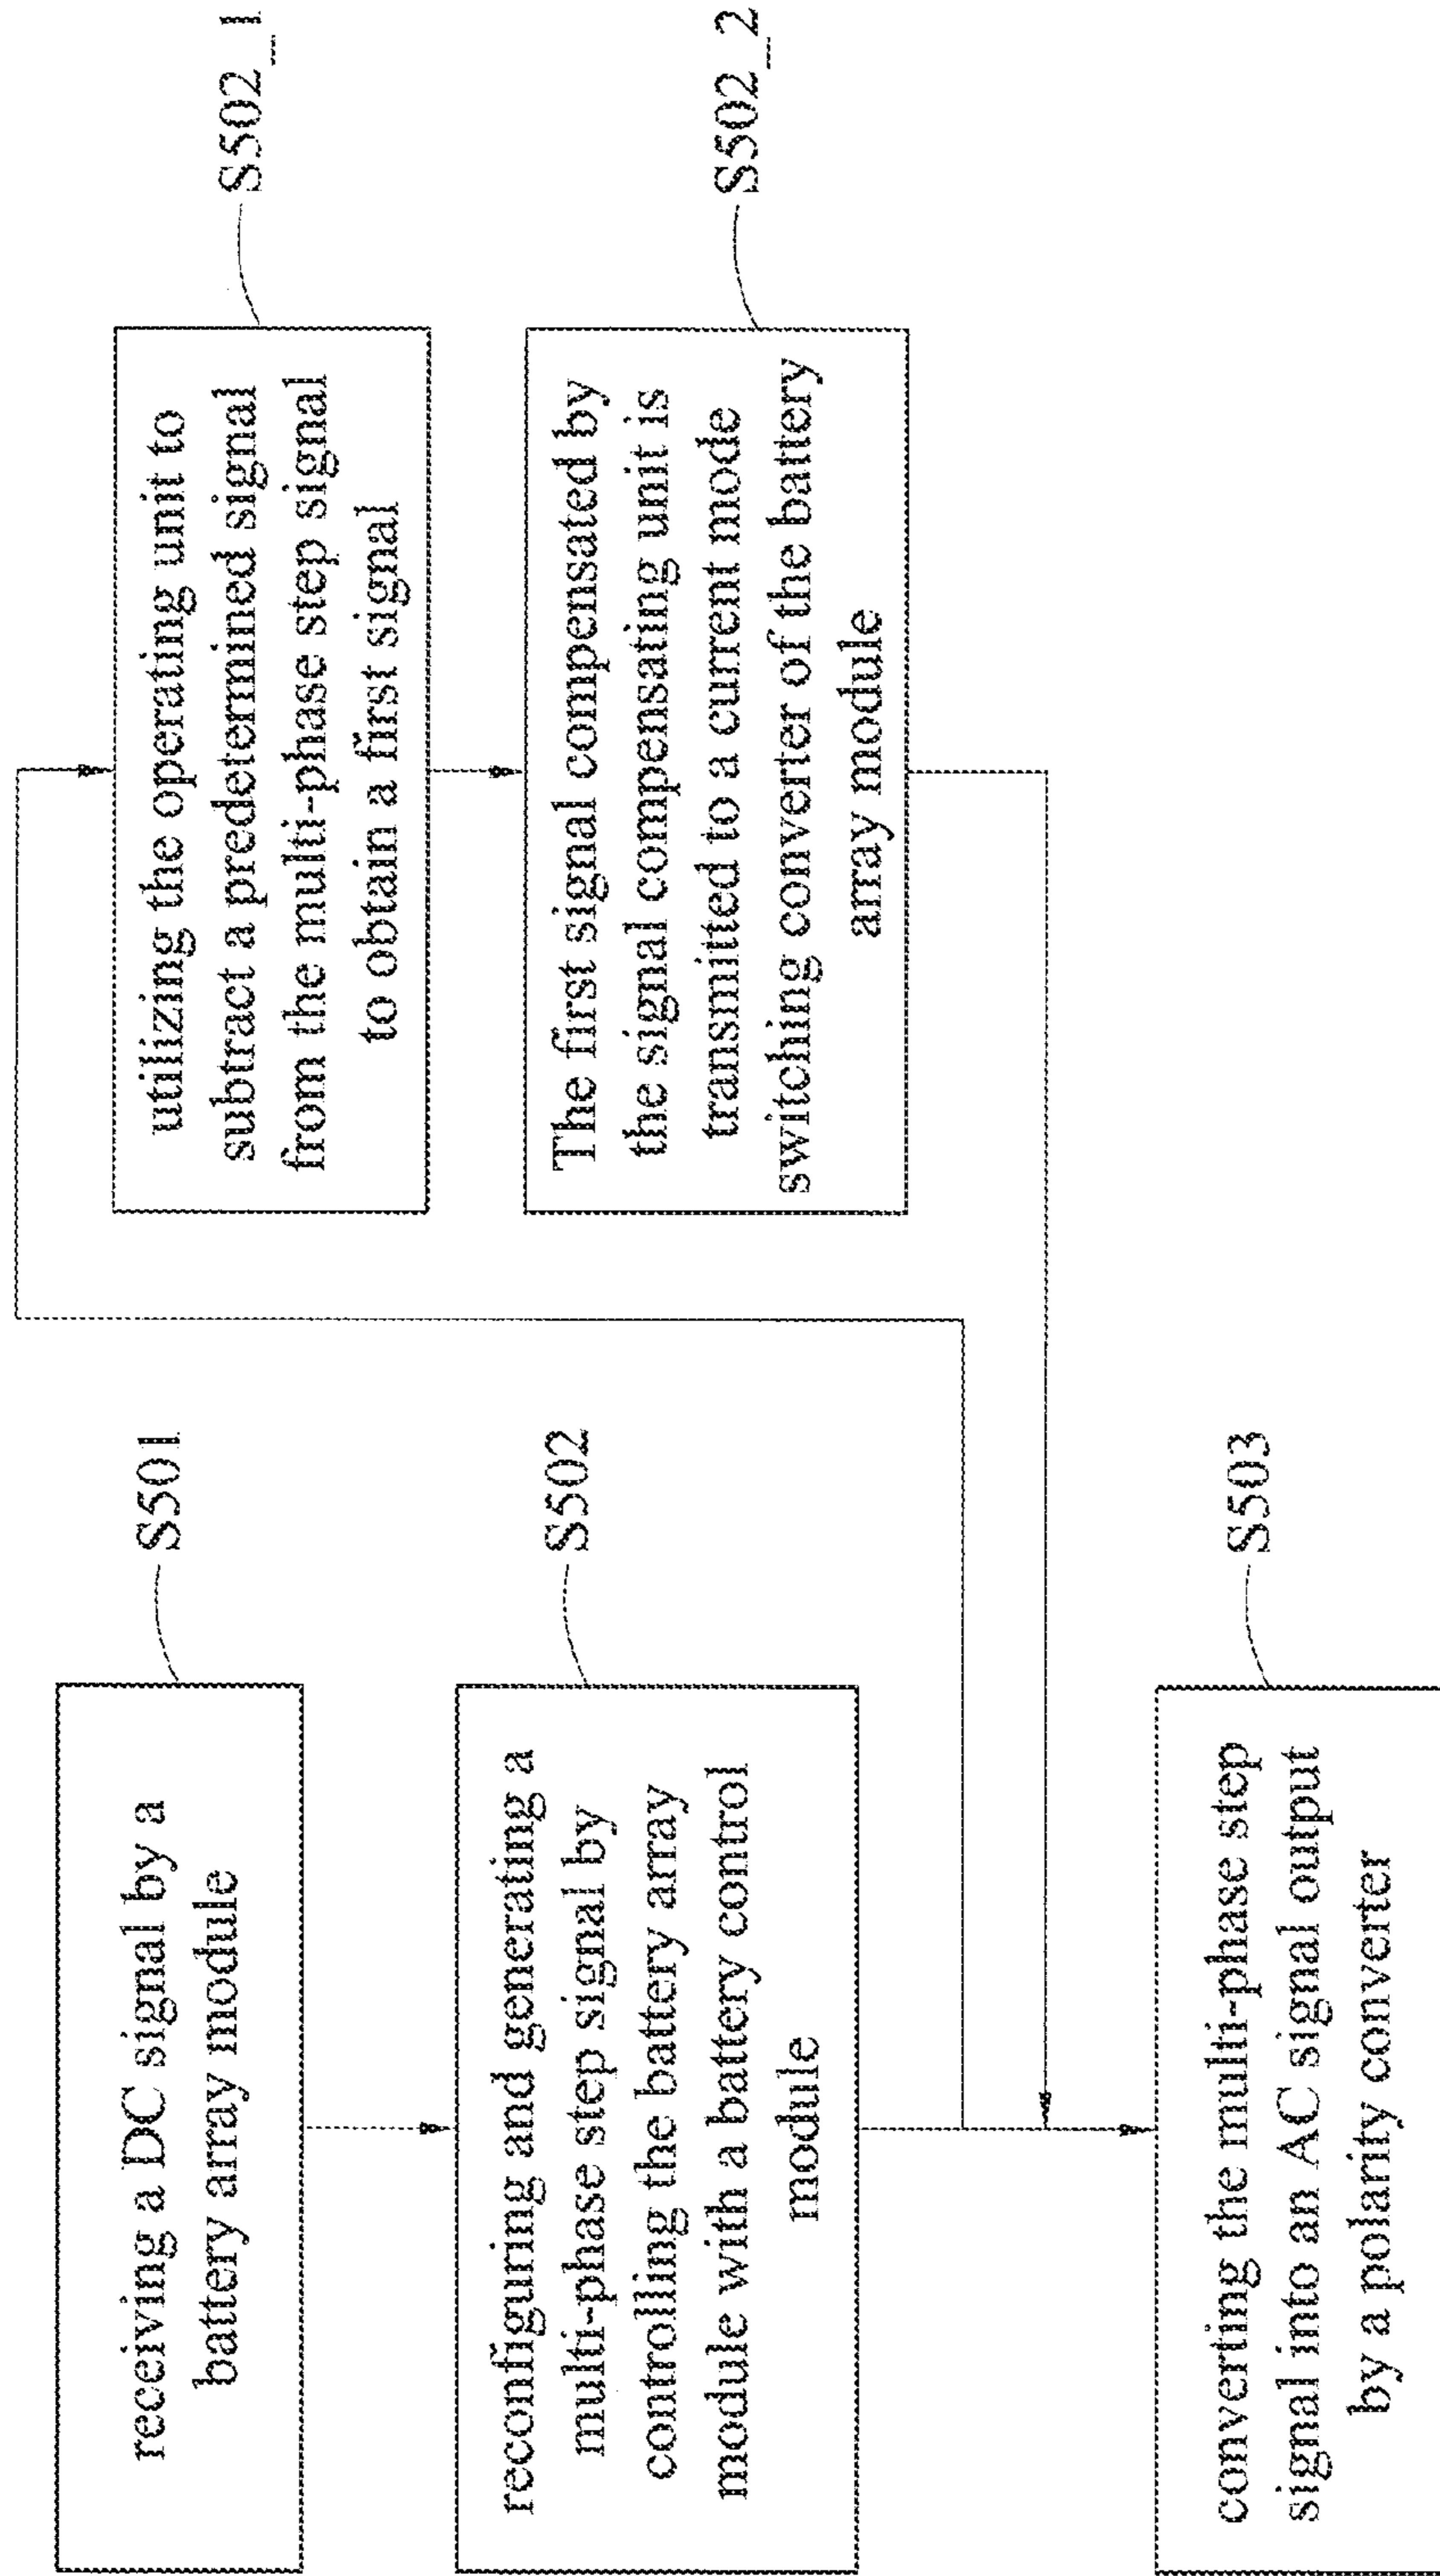 receiving a DC signal by a
battery array module
S501
reconfiguring and generating a
multi-phase step signal by
controlling the battery array
module with a battery control
module
S502
utilizing the operating unit to
subtract a predetermined signal
from the multi-phase step signal
to obtain a first signal
S502_1
The first signal compensated by
the signal compensating unit is
transmitted to a current mode
switching converter of the battery
array module
S502_2
converting the multi-phase step
signal into an AC signal output
by a polarity converter
S503